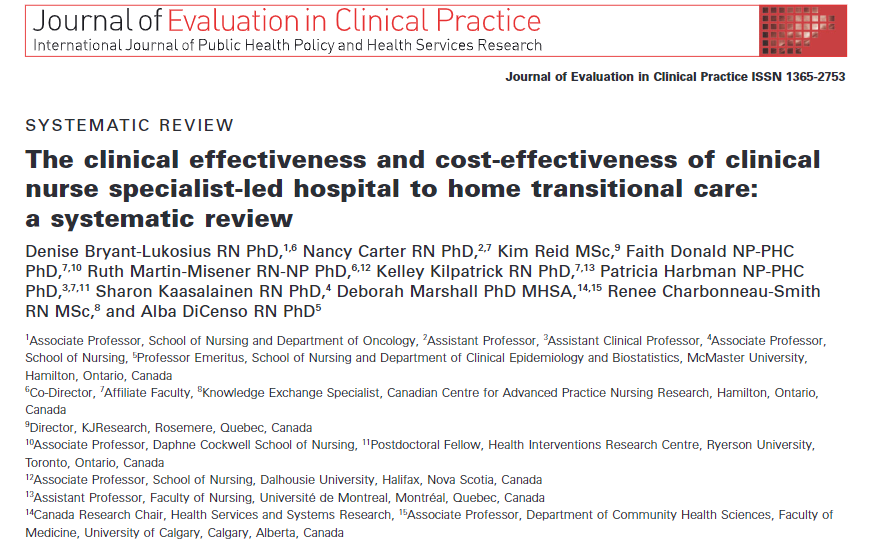 Journal of Evaluation in Clinical Practice
International Journal of Public Health Policy and Health Services Research
Journal of Evaluation in Clinical Practice ISSN 1365-2753
SYSTEMATIC REVIEW
The clinical effectiveness and cost-effectiveness of clinical
nurse specialist-led hospital to home transitional care:
a systematic review
Denise Bryant-Lukosius RN PhD,1,6 Nancy Carter RN PhD,2,7 Kim Reid MSc,9 Faith Donald NP-PHC
PhD,7,10 Ruth Martin-Misener RN-NP PhD,6,12 Kelley Kilpatrick RN PhD,7,13 Patricia Harbman NP-PHC
PhD,3,7,11 Sharon Kaasalainen RN PhD,4 Deborah Marshall PhD MHSA,14,15 Renee Charbonneau-Smith
RN MSc,8 and Alba DiCenso RN PhD5
1Associate Professor, School of Nursing and Department of Oncology, 2Assistant Professor, 3Assistant Clinical Professor, 4Associate Professor,
School of Nursing, 5Professor Emeritus, School of Nursing and Department of Clinical Epidemiology and Biostatistics, McMaster University,
Hamilton, Ontario, Canada
6Co-Director, 7Affiliate Faculty, 8Knowledge Exchange Specialist, Canadian Centre for Advanced Practice Nursing Research, Hamilton, Ontario,
Canada
9Director, KJResearch, Rosemere, Quebec, Canada
10Associate Professor, Daphne Cockwell School of Nursing, 11Postdoctoral Fellow, Health Interventions Research Centre, Ryerson University,
Toronto, Ontario, Canada
12Associate Professor, School of Nursing, Dalhousie University, Halifax, Nova Scotia, Canada
13Assistant Professor, Faculty of Nursing, Université de Montreal, Montréal, Quebec, Canada
14Canada Research Chair, Health Services and Systems Research, 15Associate Professor, Department of Community Health Sciences, Faculty of
Medicine, University of Calgary, Calgary, Alberta, Canada